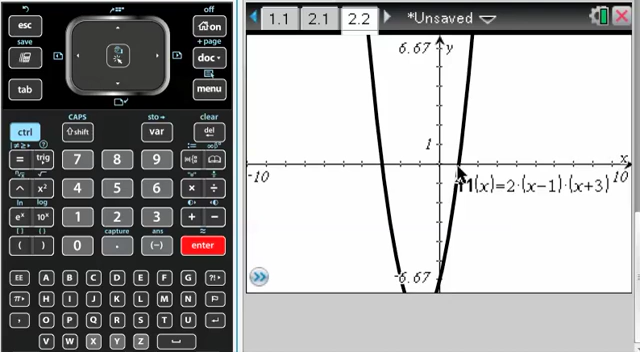 esc
off
on
save
+ page
doc
tab
menu
CAPS
sto→
clear
ctrl
shift
var
del
=
trig
7
8
9
x²
4
5
6
×
÷
ln
log
eˣ
10ˣ
1
2
3
+
−
capture
ans
≈
(
)
0
.
(−)
enter
EE
A
B
C
D
E
F
G
?!
π
H
I
J
K
L
M
N
,
O
P
Q
R
S
T
U
V
W
X
Y
Z
1.1
2.1
2.2
*Unsaved
6.67
y
1
x
-10
10
f1(x)=2·(x−1)·(x+3)
-6.67